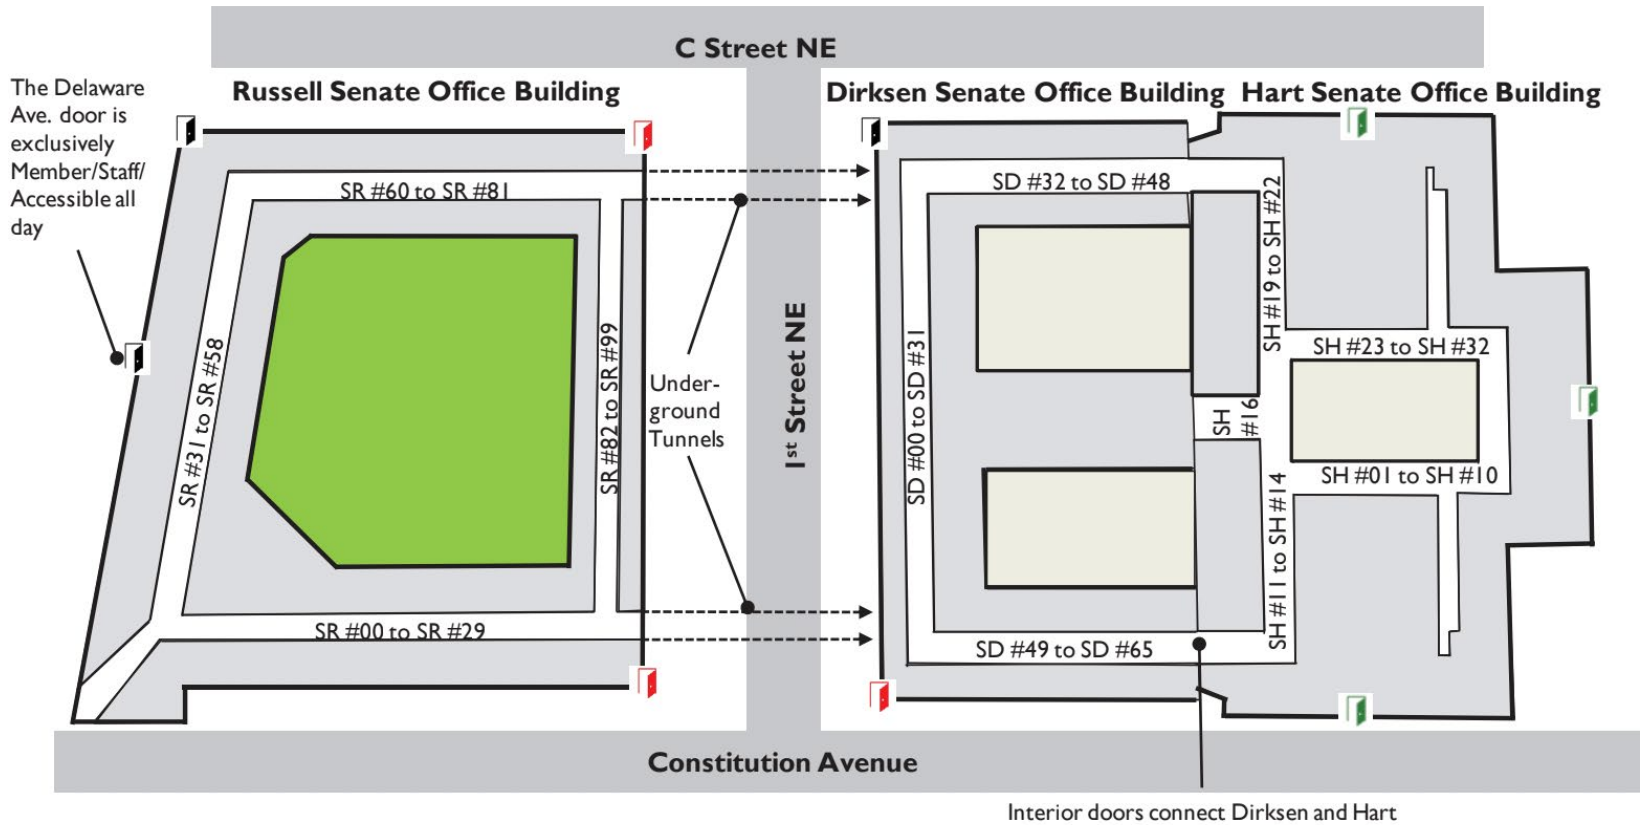 C Street NE
The Delaware
Ave. door is
exclusively
Member/Staff/
Accessible all
day
Russell Senate Office Building
Dirksen Senate Office Building
Hart Senate Office Building
SR #60 to SR #81
SR #31 to SR #58
SR #82 to SR #99
SR #00 to SR #29
Under-
ground
Tunnels
1st Street NE
SD #32 to SD #48
SD #00 to SD #31
SD #49 to SD #65
SH #19 to SH #22
SH #23 to SH #32
SH
#16
SH #01 to SH #10
SH #11 to SH #14
Constitution Avenue
Interior doors connect Dirksen and Hart